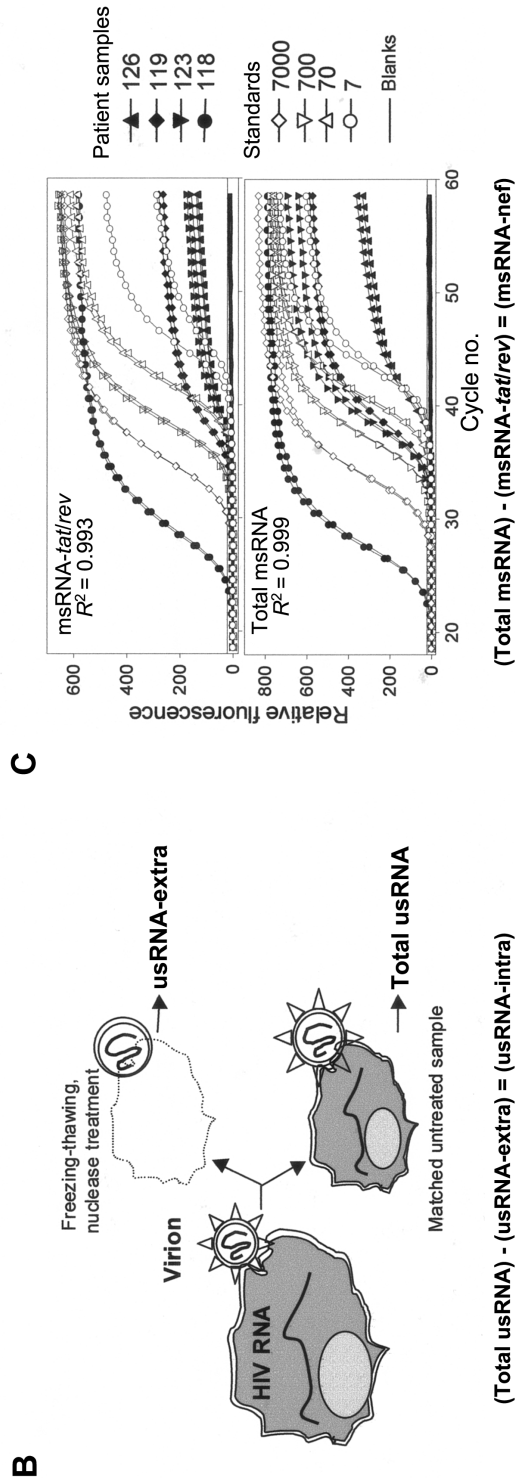 B
Virion
HIV RNA
Freezing-thawing,
nuclease treatment
usRNA-extra
Total usRNA
Matched untreated sample
(Total usRNA) - (usRNA-extra) = (usRNA-intra)
C
Relative fluorescence
msRNA-tat/rev
R² = 0.993
600
400
200
0
Total msRNA
R² = 0.999
800
600
400
200
0
20
30
40
50
60
Cycle no.
Patient samples
126
119
123
118
Standards
7000
700
70
7
Blanks
(Total msRNA) - (msRNA-tat/rev) = (msRNA-nef)